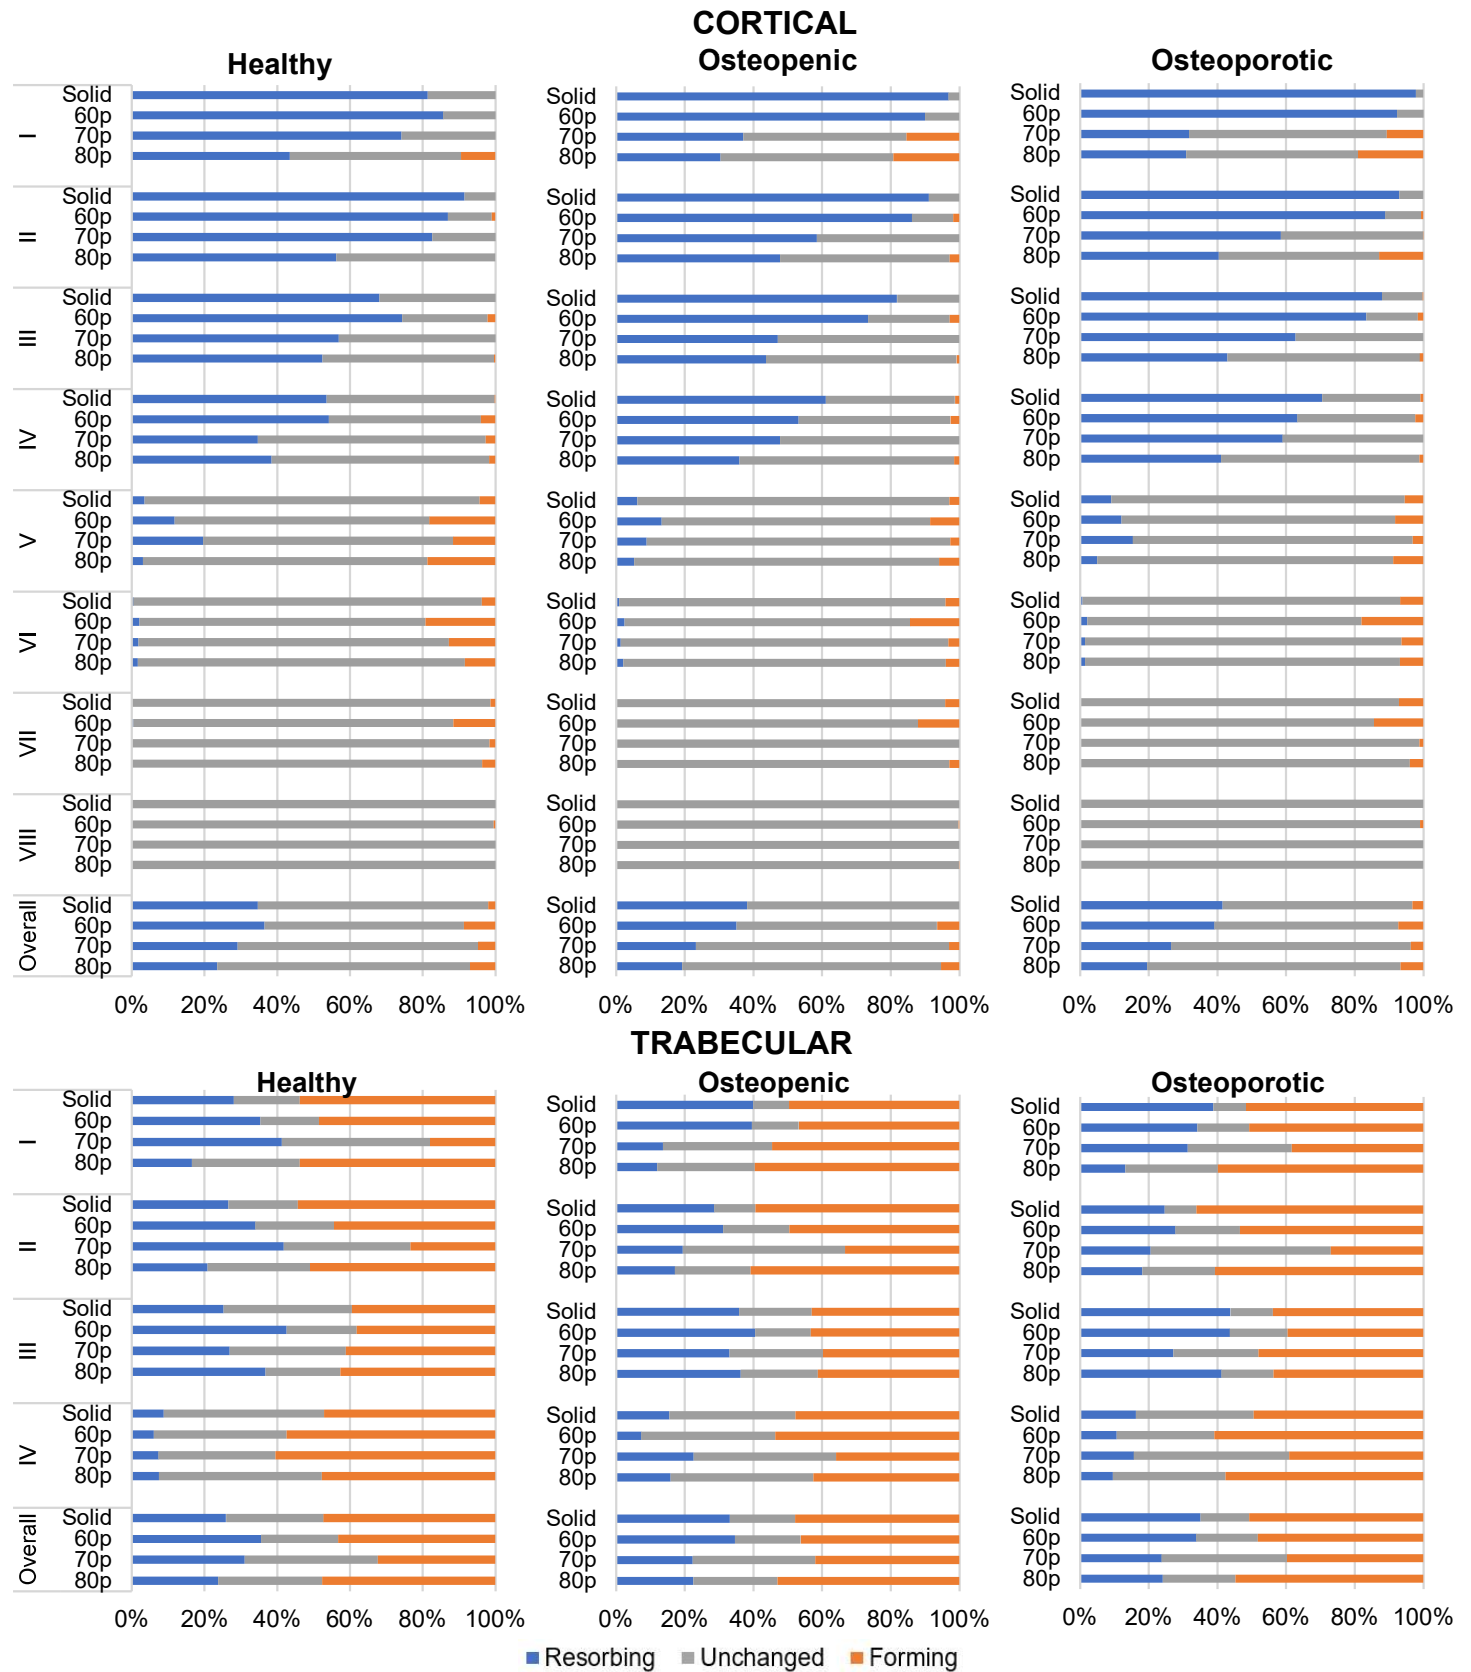 CORTICAL
Healthy Osteopenic Osteoporotic
I
Solid Solid Solid
60p 60p 60p
70p 70p 70p
80p 80p 80p
II
Solid Solid Solid
60p 60p 60p
70p 70p 70p
80p 80p 80p
III
Solid Solid Solid
60p 60p 60p
70p 70p 70p
80p 80p 80p
IV
Solid Solid Solid
60p 60p 60p
70p 70p 70p
80p 80p 80p
V
Solid Solid Solid
60p 60p 60p
70p 70p 70p
80p 80p 80p
VI
Solid Solid Solid
60p 60p 60p
70p 70p 70p
80p 80p 80p
VII
Solid Solid Solid
60p 60p 60p
70p 70p 70p
80p 80p 80p
VIII
Solid Solid Solid
60p 60p 60p
70p 70p 70p
80p 80p 80p
Overall
Solid Solid Solid
60p 60p 60p
70p 70p 70p
80p 80p 80p
0% 20% 40% 60% 80% 100% 0% 20% 40% 60% 80% 100% 0% 20% 40% 60% 80% 100%
TRABECULAR
Healthy Osteopenic Osteoporotic
I
Solid Solid Solid
60p 60p 60p
70p 70p 70p
80p 80p 80p
II
Solid Solid Solid
60p 60p 60p
70p 70p 70p
80p 80p 80p
III
Solid Solid Solid
60p 60p 60p
70p 70p 70p
80p 80p 80p
IV
Solid Solid Solid
60p 60p 60p
70p 70p 70p
80p 80p 80p
Overall
Solid Solid Solid
60p 60p 60p
70p 70p 70p
80p 80p 80p
0% 20% 40% 60% 80% 100% 0% 20% 40% 60% 80% 100% 0% 20% 40% 60% 80% 100%
Resorbing Unchanged Forming